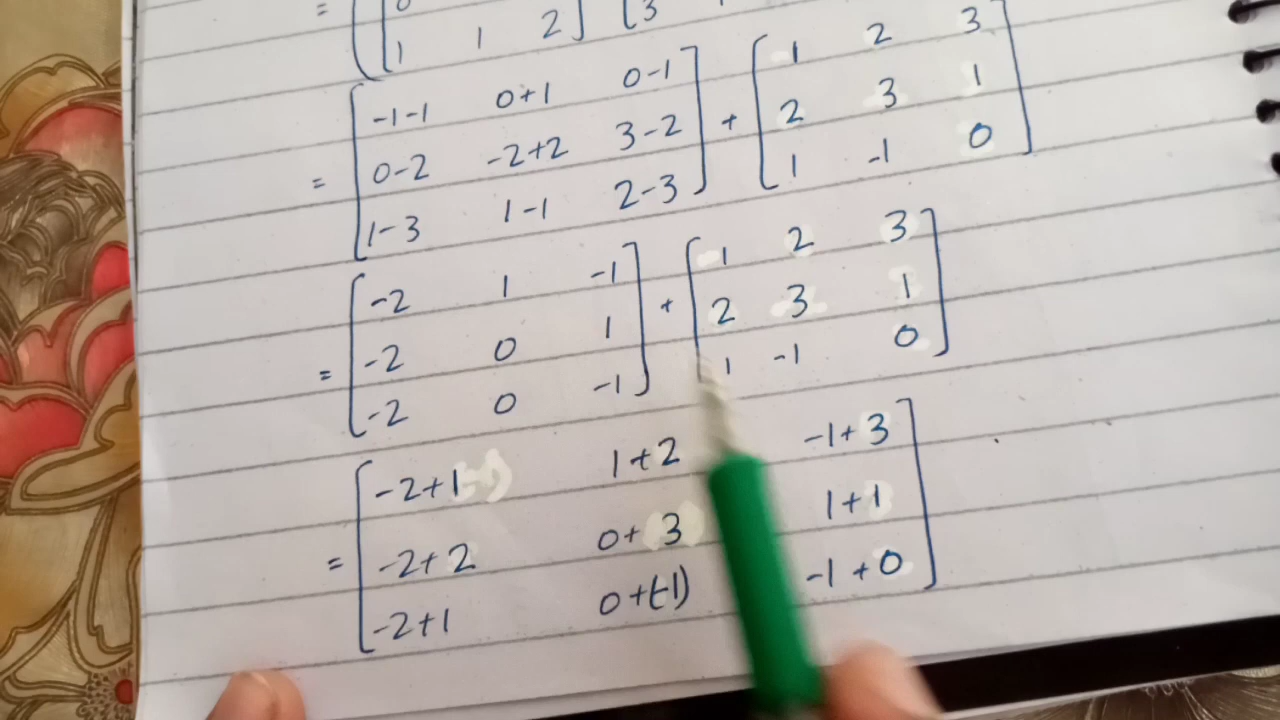 = ( [ 0
1 1 2 ] [ 3
[ -1-1 0+1 0-1 ] [ 1 2 3 ]
= [ 0-2 -2+2 3-2 ] + [ 2 3 1 ]
[ 1-3 1-1 2-3 ] [ 1 -1 0 ]
[ -2 1 -1 ] [ 1 2 3 ]
= [ -2 0 1 ] + [ 2 3 1 ]
[ -2 0 -1 ] [ 1 -1 0 ]
[ -2+1 1+2 -1+3 ]
= [ -2+2 0+3 1+1 ]
[ -2+1 0+(-1) -1+0 ]